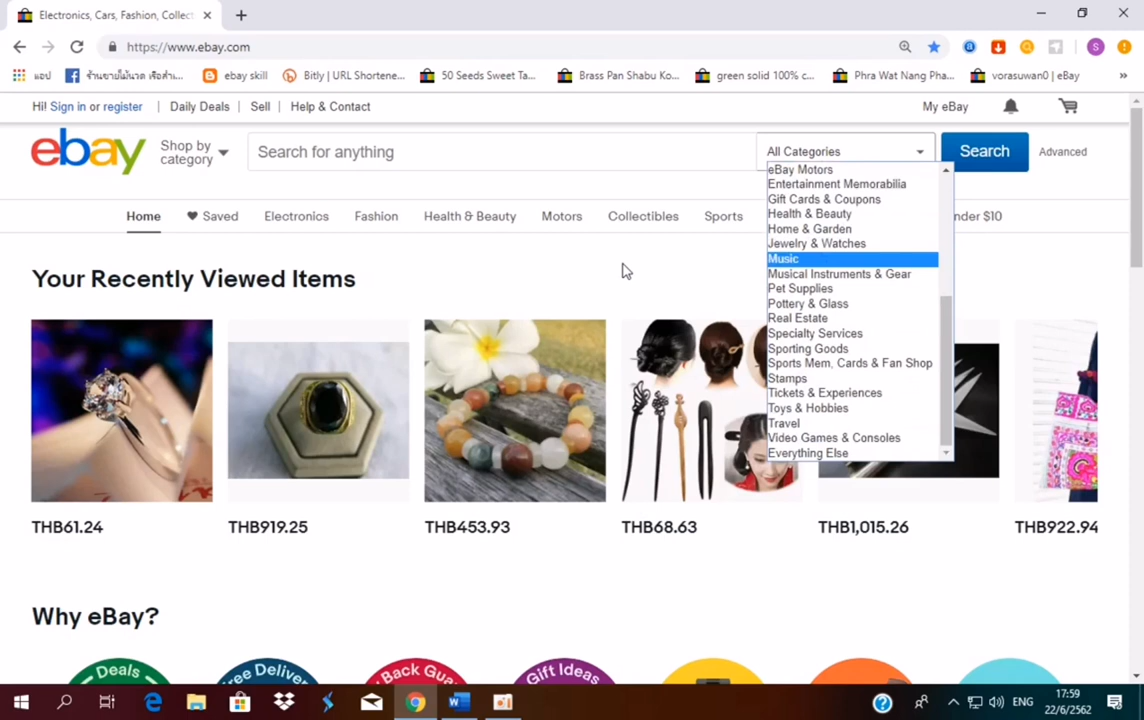 Electronics, Cars, Fashion, Collect
https://www.ebay.com
S
แอป
ร้านขายไม้นวด เชือสำ...
ebay skill
Bitly | URL Shortene...
50 Seeds Sweet Ta...
Brass Pan Shabu Ko...
green solid 100% c...
Phra Wat Nang Pha...
vorasuwan0 | eBay
Hi! Sign in or register
Daily Deals
Sell
Help & Contact
My eBay
ebay
Shop by category
Search for anything
All Categories
Search
Advanced
Home
Saved
Electronics
Fashion
Health & Beauty
Motors
Collectibles
Sports
nder $10
eBay Motors
Entertainment Memorabilia
Gift Cards & Coupons
Health & Beauty
Home & Garden
Jewelry & Watches
Music
Musical Instruments & Gear
Pet Supplies
Pottery & Glass
Real Estate
Specialty Services
Sporting Goods
Sports Mem, Cards & Fan Shop
Stamps
Tickets & Experiences
Toys & Hobbies
Travel
Video Games & Consoles
Everything Else
Your Recently Viewed Items
THB61.24
THB919.25
THB453.93
THB68.63
THB1,015.26
THB922.94
Why eBay?
Deals
Free Deliver
Back Gua
Gift Ideas
ENG
17:59
22/6/2562